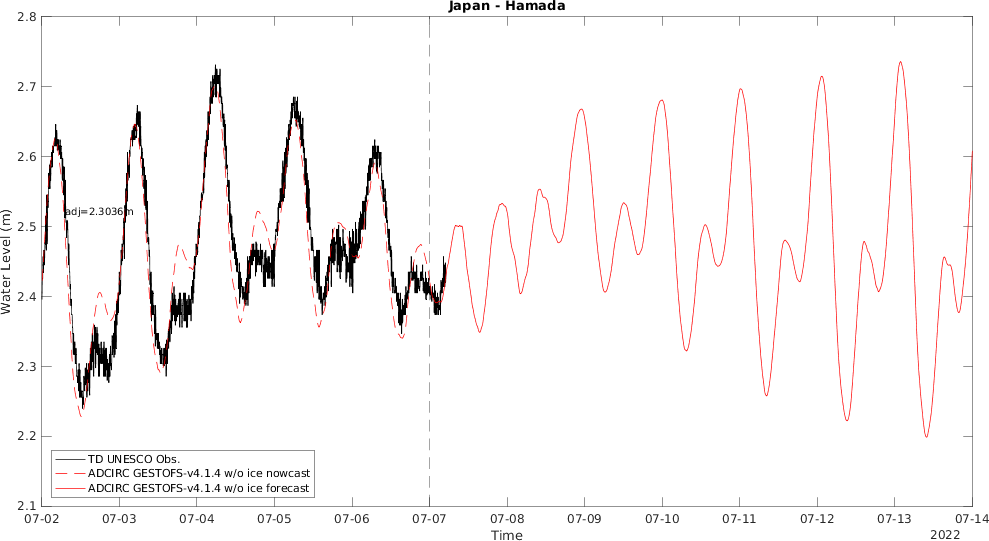 Japan - Hamada
Water Level (m)
2.8
2.7
2.6
2.5
2.4
2.3
2.2
2.1
adj=2.3036m
TD UNESCO Obs.
ADCIRC GESTOFS-v4.1.4 w/o ice nowcast
ADCIRC GESTOFS-v4.1.4 w/o ice forecast
07-02 07-03 07-04 07-05 07-06 07-07 07-08 07-09 07-10 07-11 07-12 07-13 07-14
Time
2022